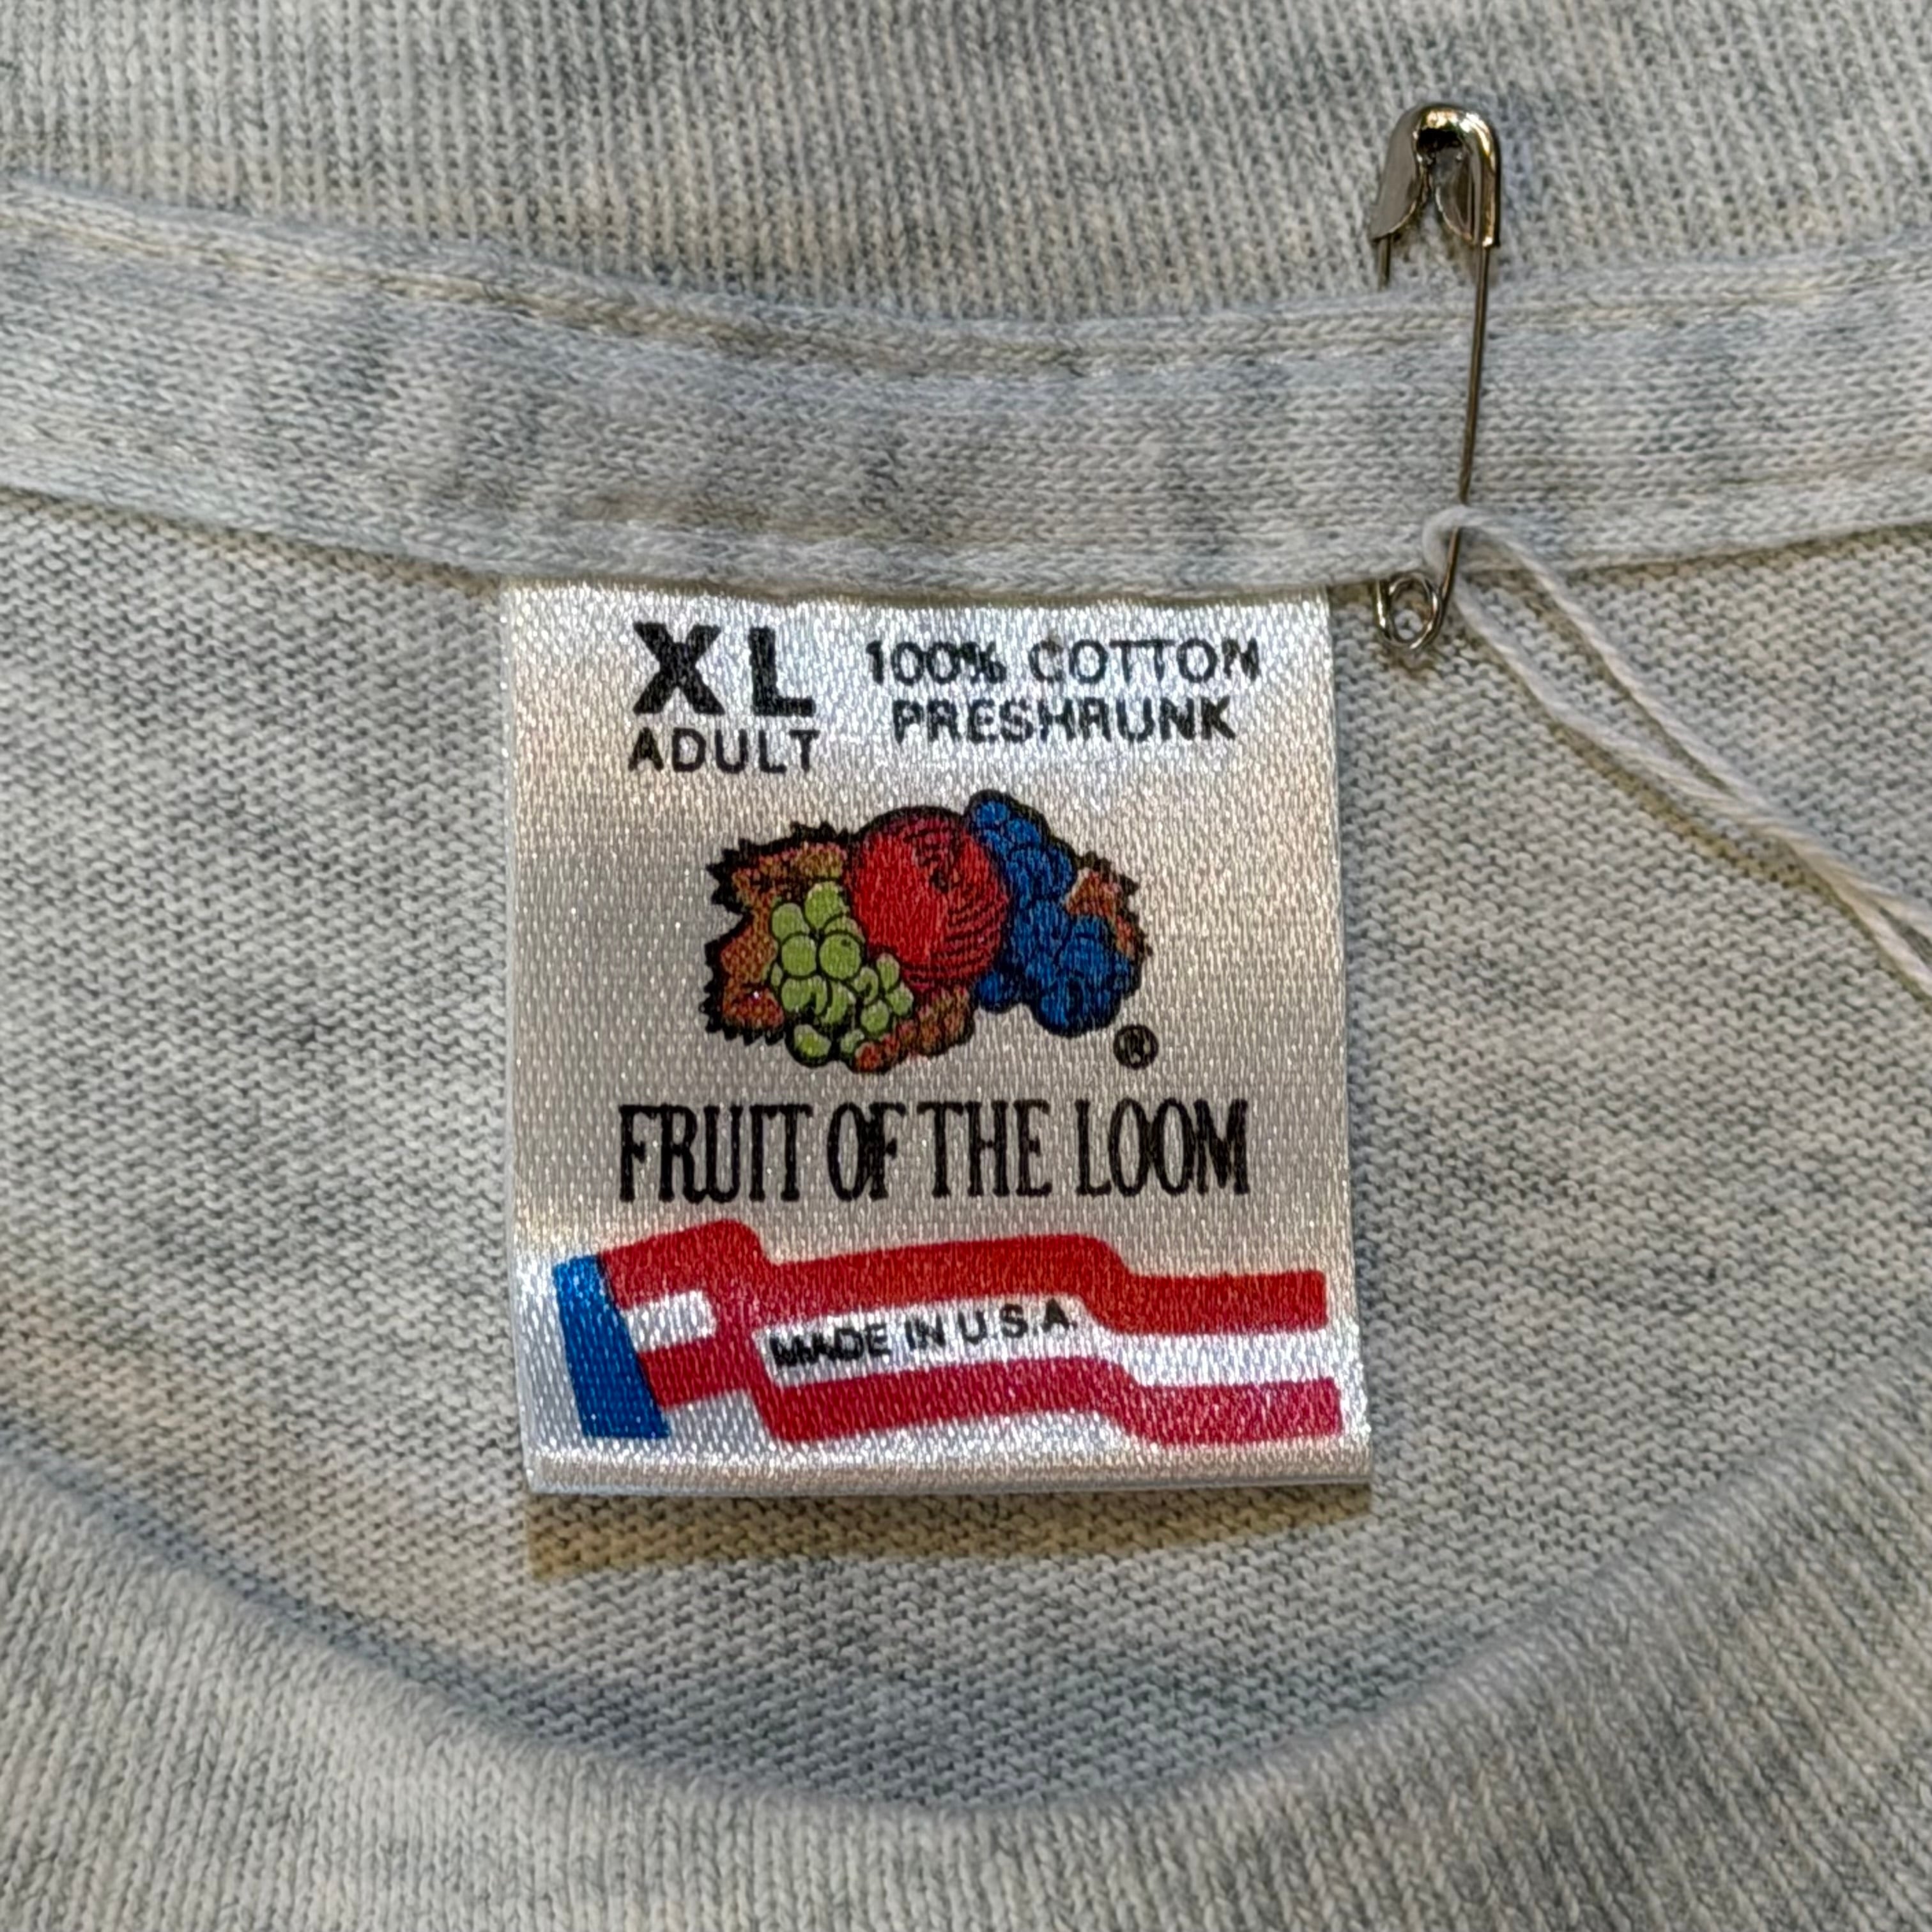 XL
ADULT
100% COTTON
PRESHRUNK
®
FRUIT OF THE LOOM
MADE IN U.S.A.